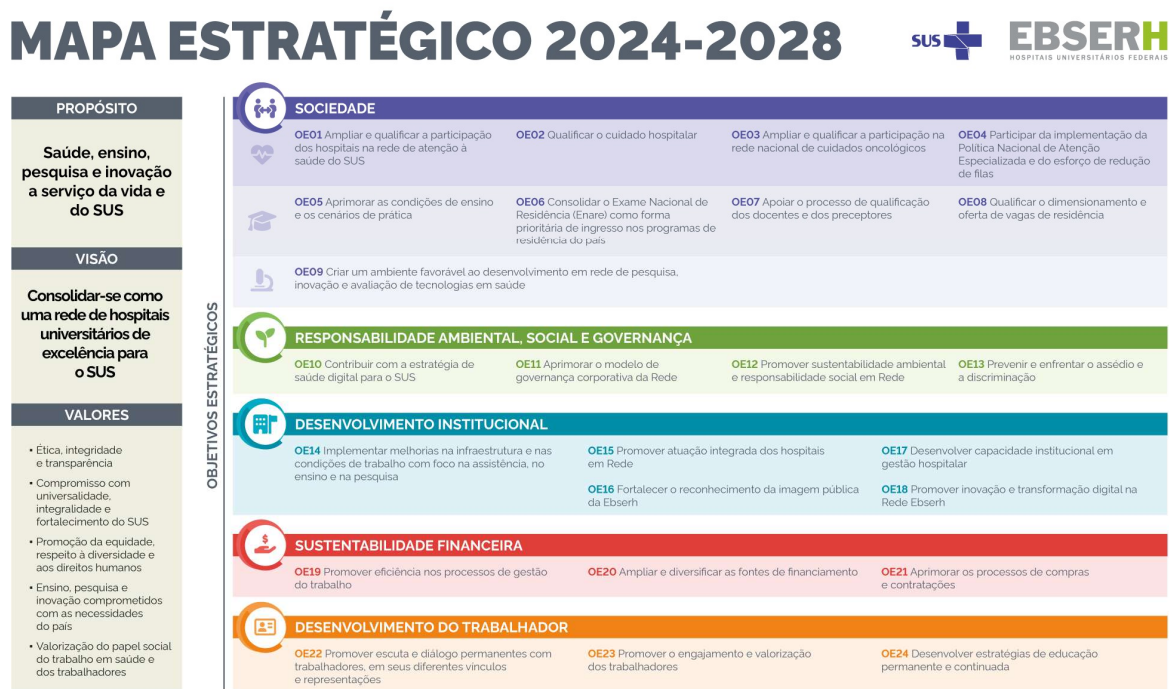 MAPA ESTRATÉGICO 2024-2028
SUS
EBSERH
HOSPITAIS UNIVERSITÁRIOS FEDERAIS
PROPÓSITO
Saúde, ensino,
pesquisa e inovação
a serviço da vida e
do SUS
VISÃO
Consolidar-se como
uma rede de hospitais
universitários de
excelência para
o SUS
VALORES
• Ética, integridade
e transparência
• Compromisso com
universalidade,
integralidade e
fortalecimento do SUS
• Promoção da equidade,
respeito à diversidade e
aos direitos humanos
• Ensino, pesquisa e
inovação comprometidos
com as necessidades
do país
• Valorização do papel social
do trabalho em saúde e
dos trabalhadores
OBJETIVOS ESTRATÉGICOS
SOCIEDADE
OE01 Ampliar e qualificar a participação
dos hospitais na rede de atenção à
saúde do SUS
OE02 Qualificar o cuidado hospitalar
OE03 Ampliar e qualificar a participação na
rede nacional de cuidados oncológicos
OE04 Participar da implementação da
Política Nacional de Atenção
Especializada e do esforço de redução
de filas
OE05 Aprimorar as condições de ensino
e os cenários de prática
OE06 Consolidar o Exame Nacional de
Residência (Enare) como forma
prioritária de ingresso nos programas de
residência do país
OE07 Apoiar o processo de qualificação
dos docentes e dos preceptores
OE08 Qualificar o dimensionamento e
oferta de vagas de residência
OE09 Criar um ambiente favorável ao desenvolvimento em rede de pesquisa,
inovação e avaliação de tecnologias em saúde
RESPONSABILIDADE AMBIENTAL, SOCIAL E GOVERNANÇA
OE10 Contribuir com a estratégia de
saúde digital para o SUS
OE11 Aprimorar o modelo de
governança corporativa da Rede
OE12 Promover sustentabilidade ambiental
e responsabilidade social em Rede
OE13 Prevenir e enfrentar o assédio e
a discriminação
DESENVOLVIMENTO INSTITUCIONAL
OE14 Implementar melhorias na infraestrutura e nas
condições de trabalho com foco na assistência, no
ensino e na pesquisa
OE15 Promover atuação integrada dos hospitais
em Rede
OE16 Fortalecer o reconhecimento da imagem pública
da Ebserh
OE17 Desenvolver capacidade institucional em
gestão hospitalar
OE18 Promover inovação e transformação digital na
Rede Ebserh
SUSTENTABILIDADE FINANCEIRA
OE19 Promover eficiência nos processos de gestão
do trabalho
OE20 Ampliar e diversificar as fontes de financiamento
OE21 Aprimorar os processos de compras
e contratações
DESENVOLVIMENTO DO TRABALHADOR
OE22 Promover escuta e diálogo permanentes com
trabalhadores, em seus diferentes vínculos
e representações
OE23 Promover o engajamento e valorização
dos trabalhadores
OE24 Desenvolver estratégias de educação
permanente e continuada